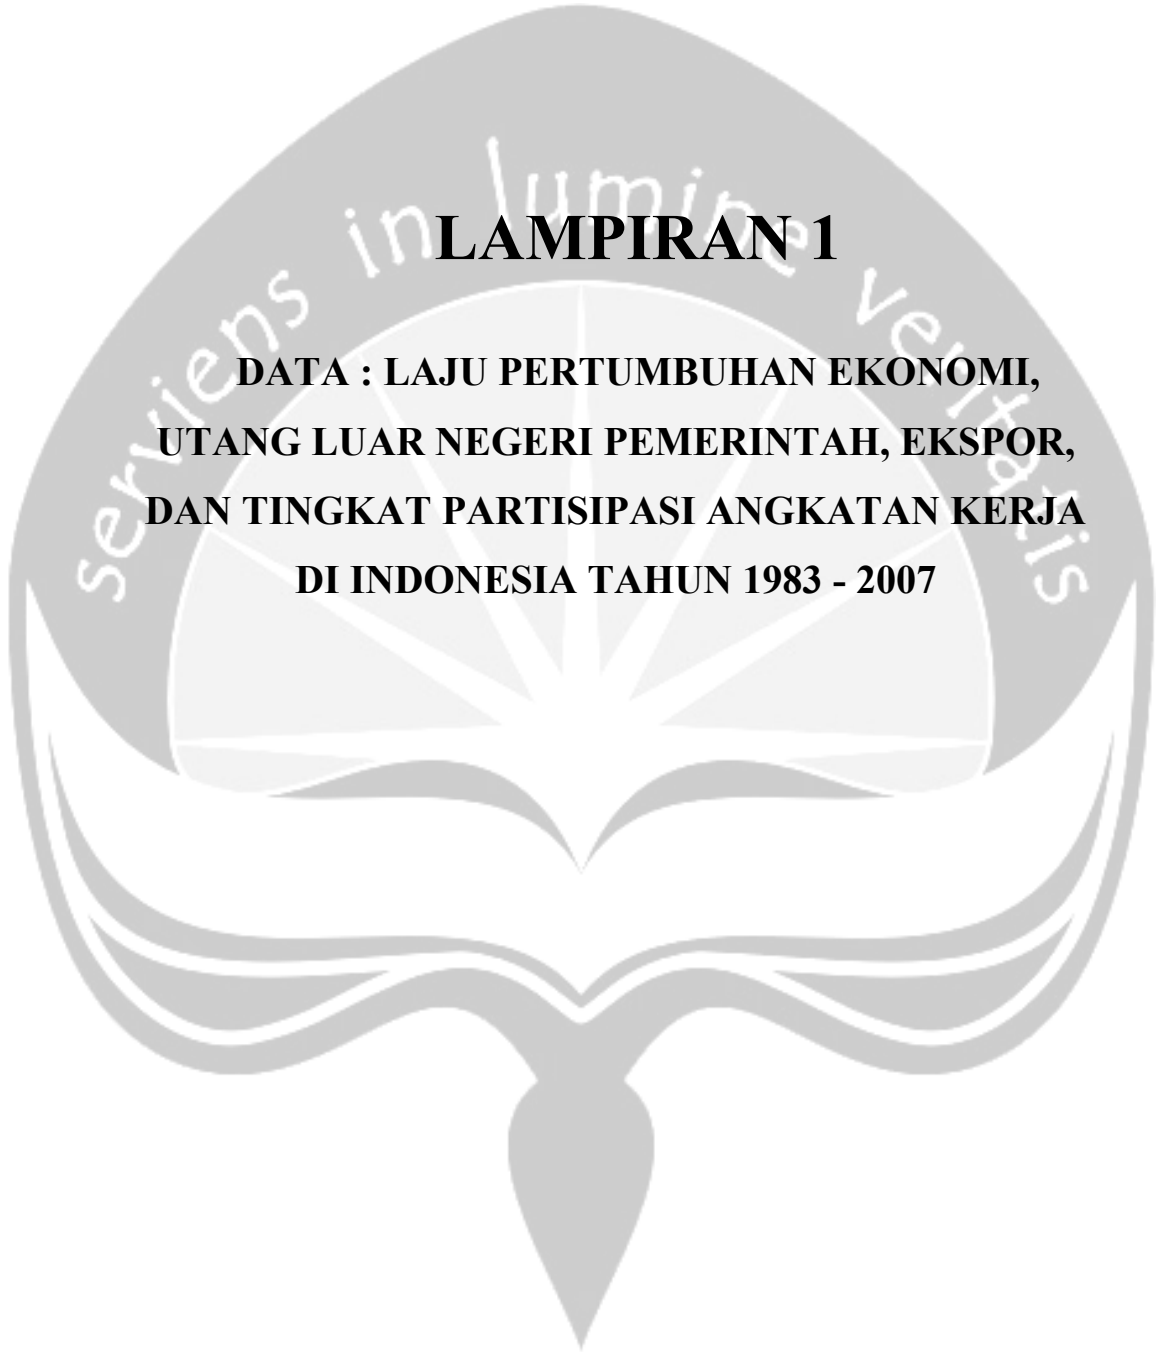 serviens in lumine veritatis
LAMPIRAN 1
DATA : LAJU PERTUMBUHAN EKONOMI,
UTANG LUAR NEGERI PEMERINTAH, EKSPOR,
DAN TINGKAT PARTISIPASI ANGKATAN KERJA
DI INDONESIA TAHUN 1983 - 2007